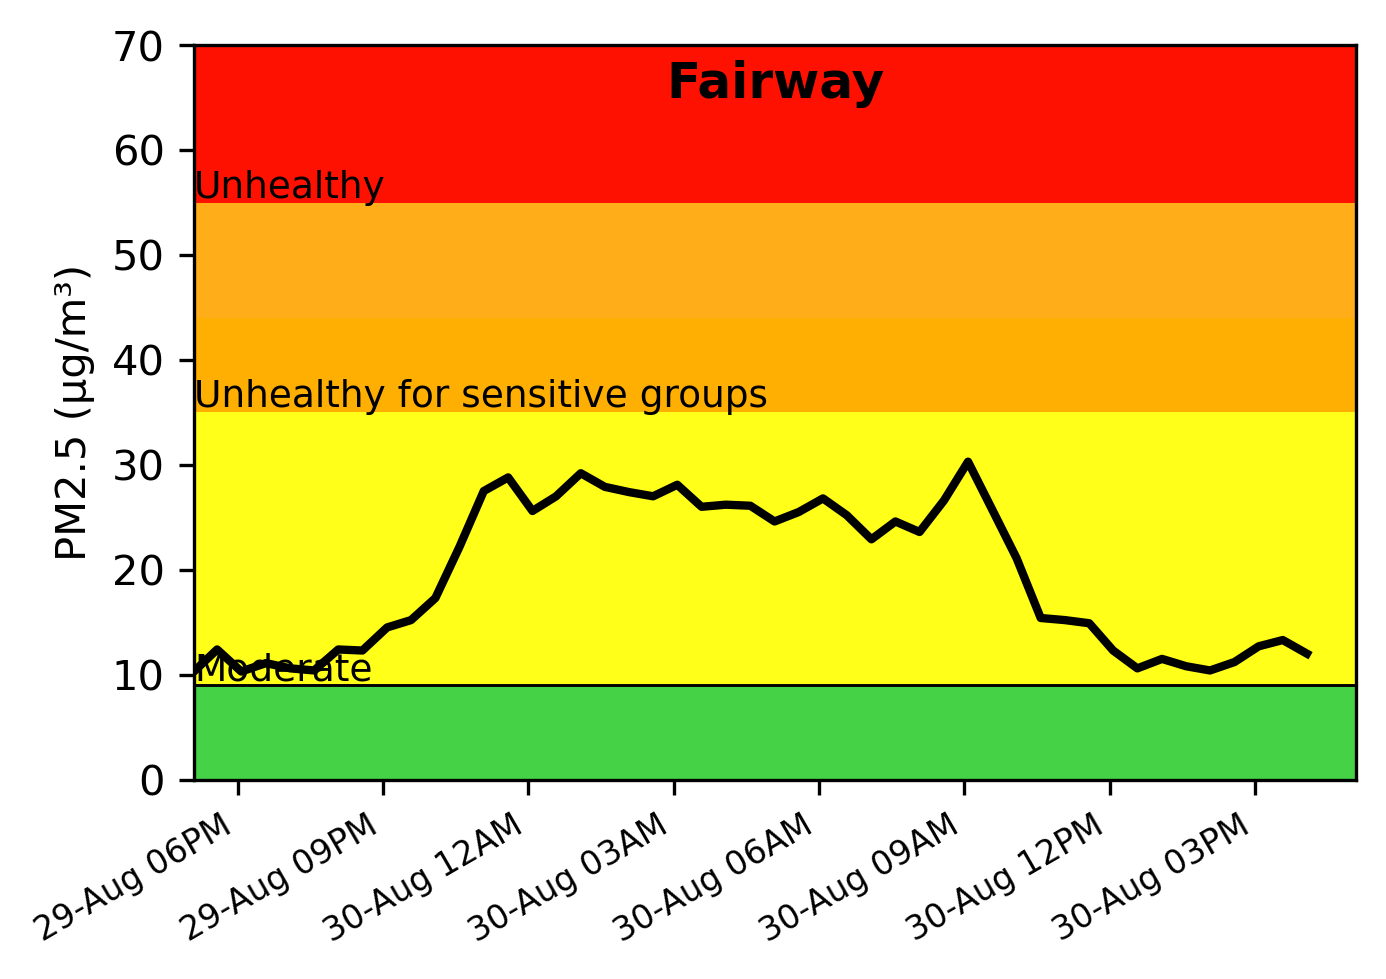 Fairway
70
60
50
40
30
20
10
0
PM2.5 (µg/m³)
Unhealthy
Unhealthy for sensitive groups
Moderate
29-Aug 06PM
29-Aug 09PM
30-Aug 12AM
30-Aug 03AM
30-Aug 06AM
30-Aug 09AM
30-Aug 12PM
30-Aug 03PM